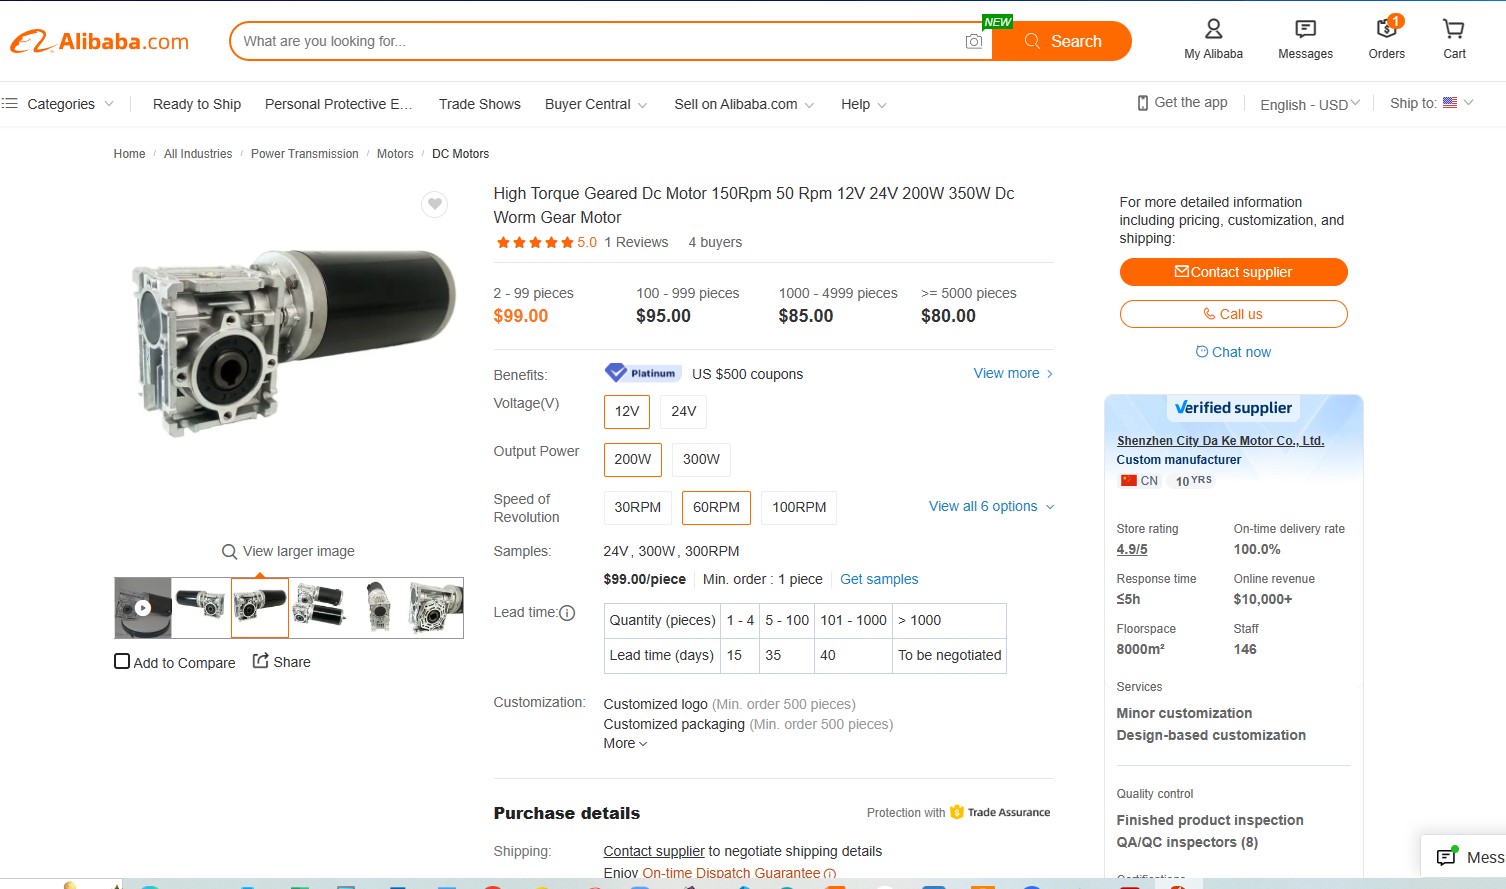 Alibaba.com
What are you looking for...
NEW
Search
My Alibaba
Messages
1
Orders
Cart
Categories
Ready to Ship
Personal Protective E...
Trade Shows
Buyer Central
Sell on Alibaba.com
Help
Get the app
English - USD
Ship to:
Home / All Industries / Power Transmission / Motors / DC Motors
High Torque Geared Dc Motor 150Rpm 50 Rpm 12V 24V 200W 350W Dc
Worm Gear Motor
5.0 1 Reviews 4 buyers
2 - 99 pieces
$99.00
100 - 999 pieces
$95.00
1000 - 4999 pieces
$85.00
>= 5000 pieces
$80.00
Benefits: Platinum US $500 coupons View more
Voltage(V) 12V 24V
Output Power 200W 300W
Speed of
Revolution
30RPM 60RPM 100RPM View all 6 options
Samples: 24V, 300W, 300RPM
$99.00/piece Min. order : 1 piece Get samples
Lead time:
Quantity (pieces) 1 - 4 5 - 100 101 - 1000 > 1000
Lead time (days) 15 35 40 To be negotiated
Customization: Customized logo (Min. order 500 pieces)
Customized packaging (Min. order 500 pieces)
More
Purchase details
Protection with Trade Assurance
Shipping: Contact supplier to negotiate shipping details
Enjoy On-time Dispatch Guarantee
View larger image
Add to Compare
Share
For more detailed information
including pricing, customization, and
shipping:
Contact supplier
Call us
Chat now
Verified supplier
Shenzhen City Da Ke Motor Co., Ltd.
Custom manufacturer
CN 10 YRS
Store rating
4.9/5
On-time delivery rate
100.0%
Response time
≤5h
Online revenue
$10,000+
Floorspace
8000m²
Staff
146
Services
Minor customization
Design-based customization
Quality control
Finished product inspection
QA/QC inspectors (8)
Certifications
Mess